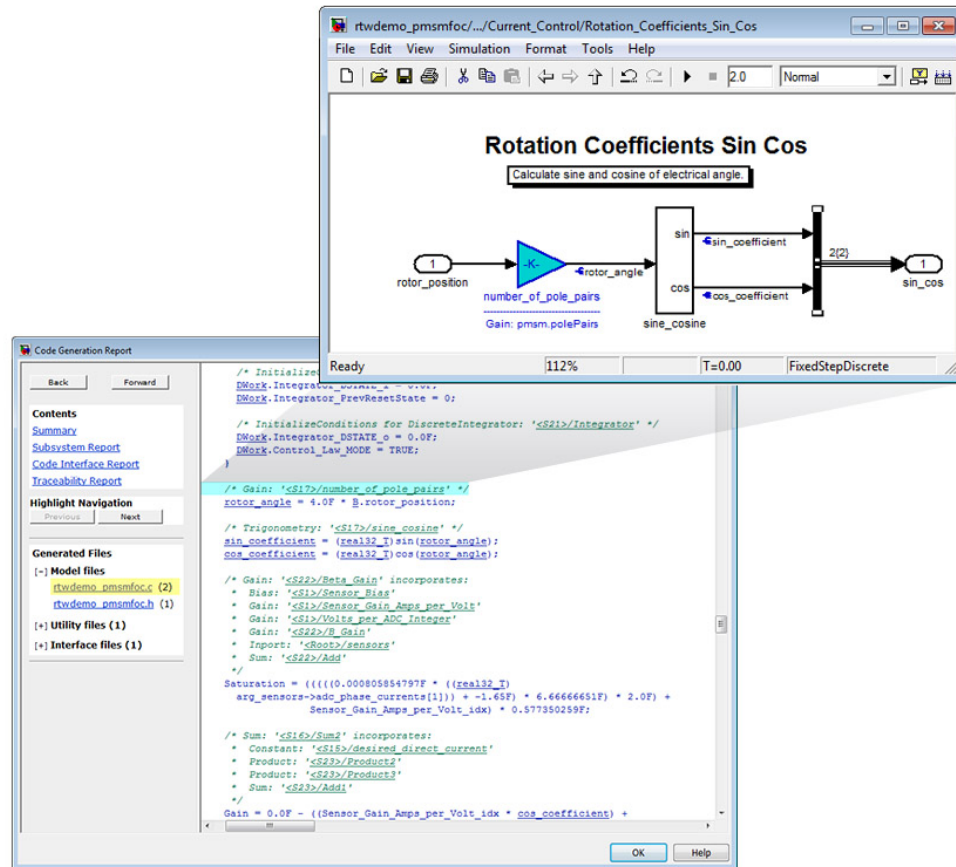 rtwdemo_pmsmfoc/.../Current_Control/Rotation_Coefficients_Sin_Cos
File Edit View Simulation Format Tools Help
2.0 Normal
Rotation Coefficients Sin Cos
Calculate sine and cosine of electrical angle.
1
rotor_position
-K-
number_of_pole_pairs
Gain: pmsm.polePairs
rotor_angle
sin
cos
sine_cosine
sin_coefficient
cos_coefficient
2{2}
1
sin_cos
Ready 112% T=0.00 FixedStepDiscrete
Code Generation Report
Back Forward
Contents
Summary
Subsystem Report
Code Interface Report
Traceability Report
Highlight Navigation
Previous Next
Generated Files
[-] Model files
rtwdemo_pmsmfoc.c (2)
rtwdemo_pmsmfoc.h (1)
[+] Utility files (1)
[+] Interface files (1)
DWork.Integrator_PrevResetState = 0;
/* InitializeConditions for DiscreteIntegrator: '<S21>/Integrator' */
DWork.Integrator_DSTATE_o = 0.0F;
DWork.Control_Law_MODE = TRUE;
}
/* Gain: '<S17>/number_of_pole_pairs' */
rotor_angle = 4.0F * B.rotor_position;
/* Trigonometry: '<S17>/sine_cosine' */
sin_coefficient = (real32_T)sin(rotor_angle);
cos_coefficient = (real32_T)cos(rotor_angle);
/* Gain: '<S22>/Beta_Gain' incorporates:
* Bias: '<S1>/Sensor_Bias'
* Gain: '<S1>/Sensor_Gain_Amps_per_Volt'
* Gain: '<S1>/Volts_per_ADC_Integer'
* Gain: '<S22>/B_Gain'
* Inport: '<Root>/sensors'
* Sum: '<S22>/Add'
*/
Saturation = (((((0.000805854797F * ((real32_T)
arg_sensors->adc_phase_currents[1])) + -1.65F) * 6.66666651F) * 2.0F) +
Sensor_Gain_Amps_per_Volt_idx) * 0.577350259F;
/* Sum: '<S16>/Sum2' incorporates:
* Constant: '<S15>/desired_direct_current'
* Product: '<S23>/Product2'
* Product: '<S23>/Product3'
* Sum: '<S23>/Add1'
*/
Gain = 0.0F - ((Sensor_Gain_Amps_per_Volt_idx * cos_coefficient) +
OK Help